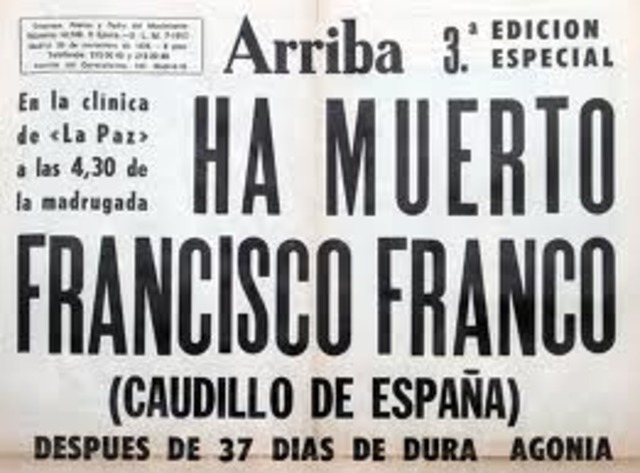 Arriba
3.ª EDICION
ESPECIAL
En la clínica
de «La Paz»
a las 4,30 de
la madrugada
HA MUERTO
FRANCISCO FRANCO
(CAUDILLO DE ESPAÑA)
DESPUES DE 37 DIAS DE DURA AGONIA